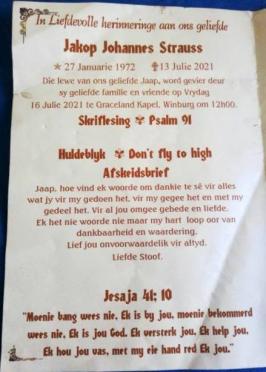 In Liefdevolle herinneringe aan ons geliefde
Jakop Johannes Strauss
27 Januarie 1972 13 Julie 2021
Die lewe van ons geliefde Jaap, word gevier deur
sy geliefde familie en vriende op Vrydag
16 Julie 2021 te Graceland Kapel, Winburg om 12h00.
Skriflesing Psalm 91
Huldeblyk Don't fly to high
Afskeidsbrief
Jaap, hoe vind ek woorde om dankie te sê vir alles
wat jy vir my gedoen het, vir my gegee het en met my
gedeel het. Vir al jou omgee gebede en liefde.
Ek het nie woorde nie maar my hart loop oor van
dankbaarheid en waardering.
Lief jou onvoorwaardelik vir altyd.
Liefde Stoof.
Jesaja 41: 10
"Moenie bang wees nie, Ek is by jou, moenie bekommerd
wees nie, Ek is jou God. Ek versterk jou, Ek help jou,
Ek hou jou vas, met my eie hand red Ek jou."